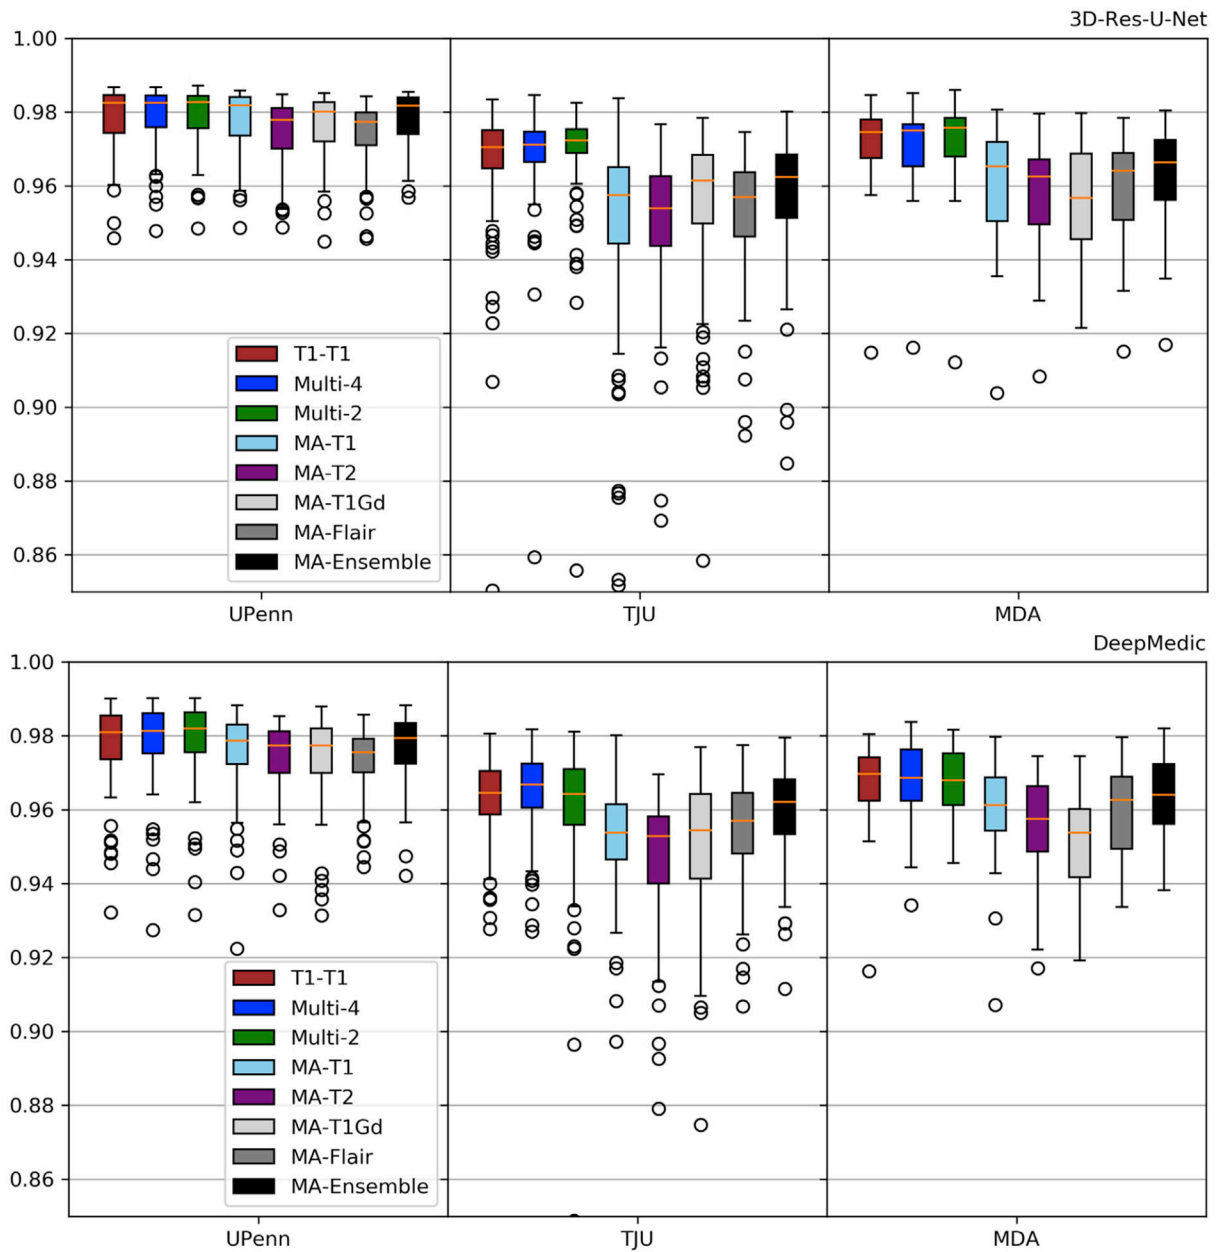 3D-Res-U-Net
1.00
0.98
0.96
0.94
0.92
0.90
0.88
0.86
T1-T1
Multi-4
Multi-2
MA-T1
MA-T2
MA-T1Gd
MA-Flair
MA-Ensemble
UPenn
TJU
MDA
DeepMedic
1.00
0.98
0.96
0.94
0.92
0.90
0.88
0.86
T1-T1
Multi-4
Multi-2
MA-T1
MA-T2
MA-T1Gd
MA-Flair
MA-Ensemble
UPenn
TJU
MDA